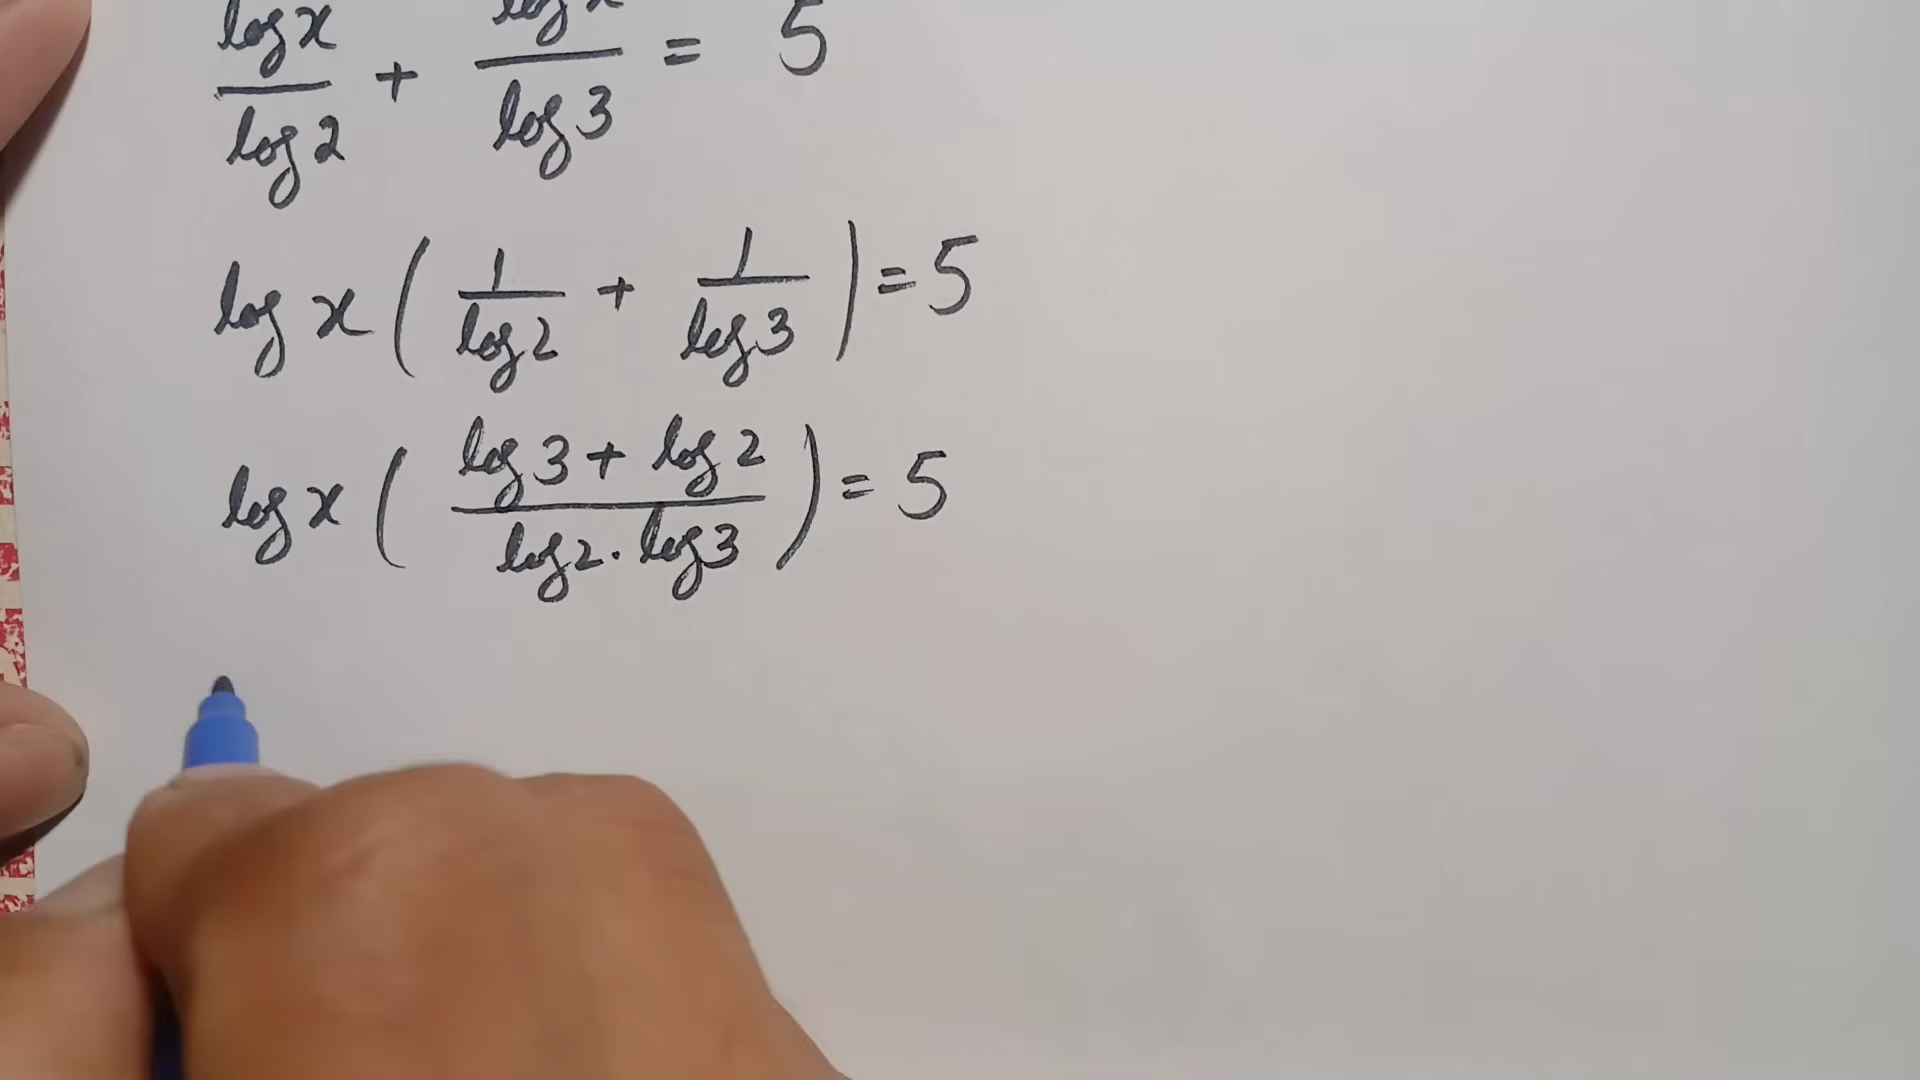 log x / log 2 + log x / log 3 = 5
log x ( 1 / log 2 + 1 / log 3 ) = 5
log x ( log 3 + log 2 / log 2 · log 3 ) = 5